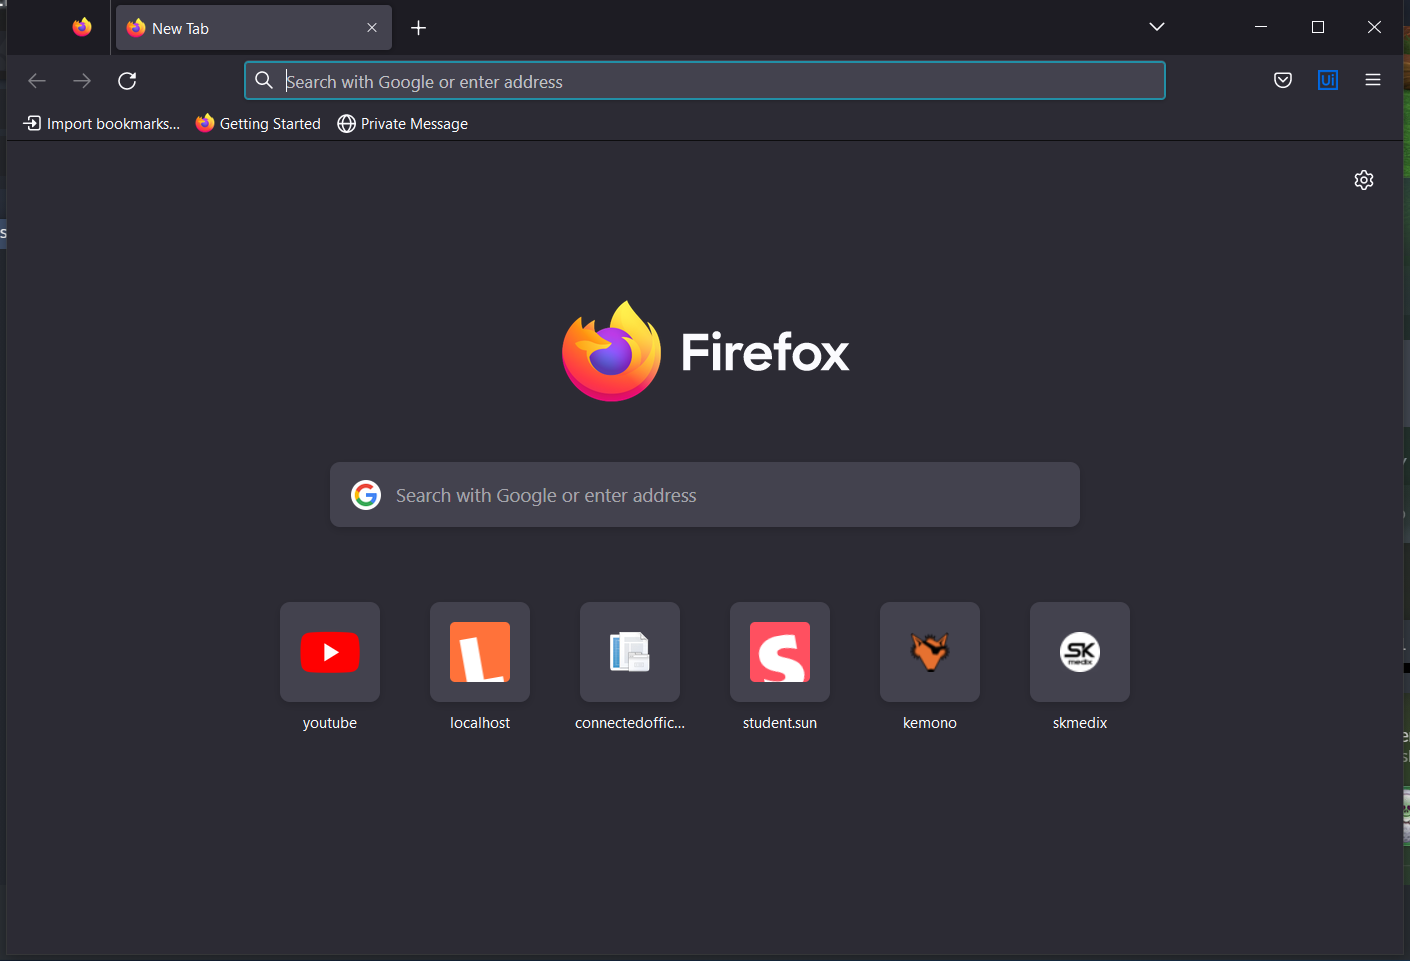 New Tab
Search with Google or enter address
Ui
Import bookmarks...
Getting Started
Private Message
Firefox
Search with Google or enter address
youtube
localhost
connectedoffic...
student.sun
kemono
SK
medix
skmedix